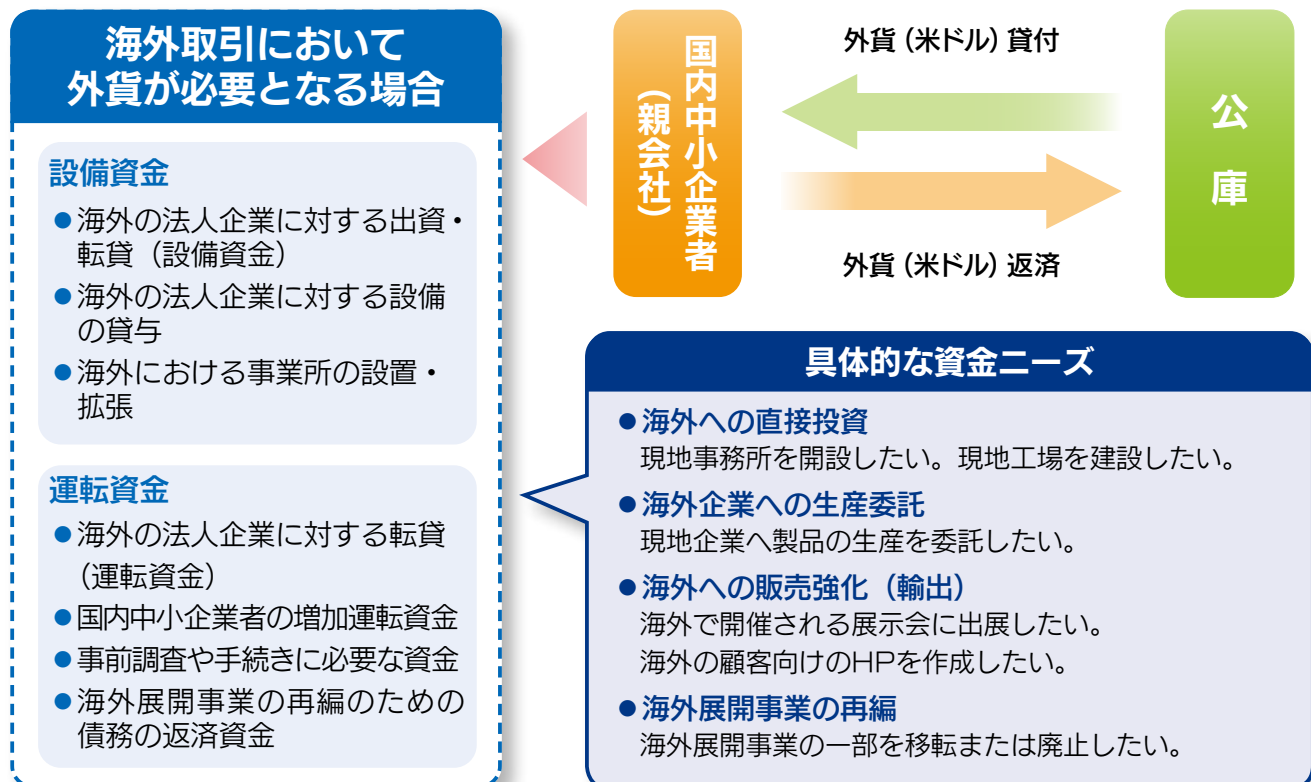 海外取引において
外貨が必要となる場合
設備資金
●海外の法人企業に対する出資・
転貸（設備資金）
●海外の法人企業に対する設備
の貸与
●海外における事業所の設置・
拡張
運転資金
●海外の法人企業に対する転貸
（運転資金）
●国内中小企業者の増加運転資金
●事前調査や手続きに必要な資金
●海外展開事業の再編のための
債務の返済資金
国内中小企業者
（親会社）
外貨（米ドル）貸付
外貨（米ドル）返済
公庫
具体的な資金ニーズ
●海外への直接投資
現地事務所を開設したい。現地工場を建設したい。
●海外企業への生産委託
現地企業へ製品の生産を委託したい。
●海外への販売強化（輸出）
海外で開催される展示会に出展したい。
海外の顧客向けのHPを作成したい。
●海外展開事業の再編
海外展開事業の一部を移転または廃止したい。